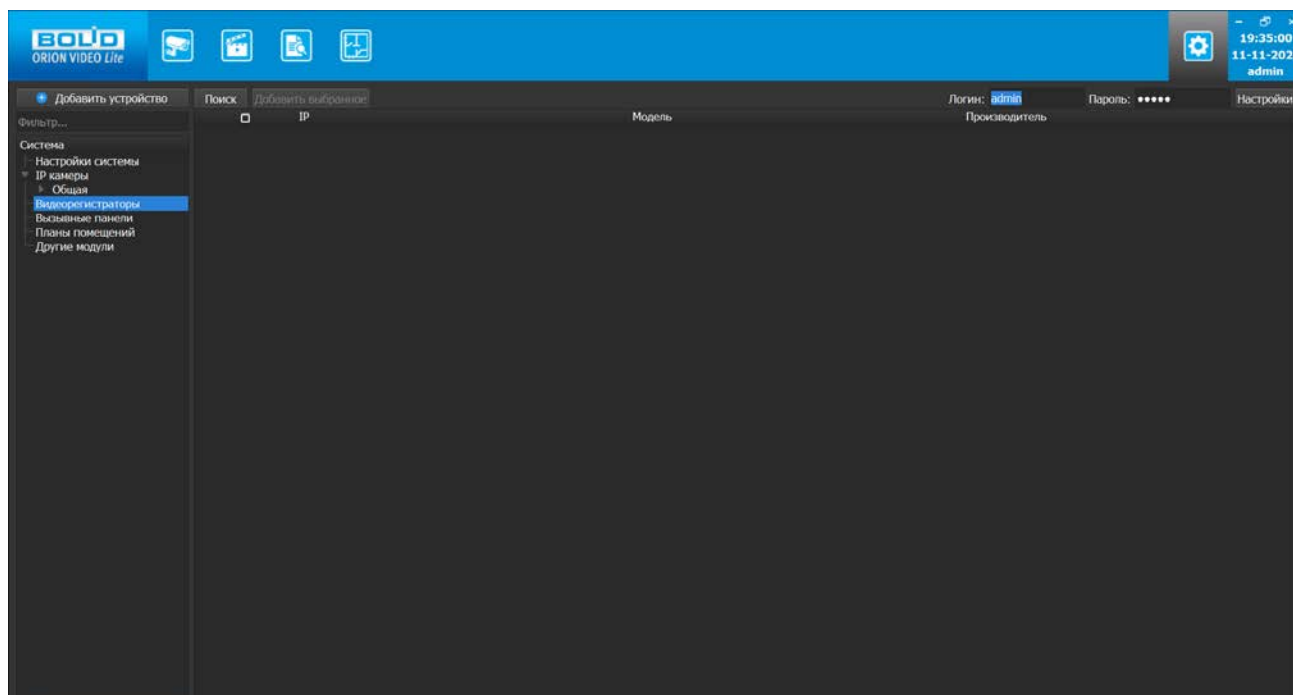 BOLID
ORION VIDEO Lite
19:35:00
11-11-202
admin
Добавить устройство
Поиск Добавить выбранное Логин: admin Пароль: ••••• Настройки
Фильтр...
IP Модель Производитель
Система
Настройки системы
IP камеры
Общая
Видеорегистраторы
Вызывные панели
Планы помещений
Другие модули